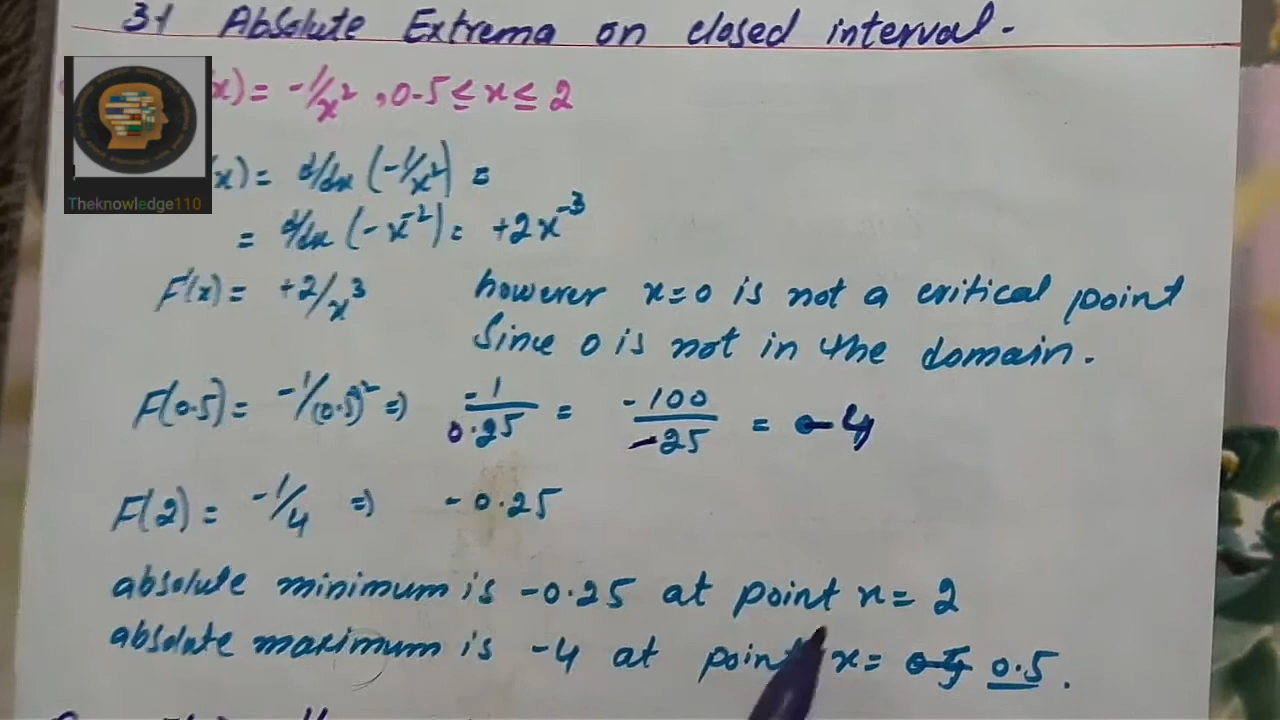 31 Absolute Extrema on closed interval.
x) = -1/x², 0.5 ≤ x ≤ 2
Theknowledge110
(x) = d/dx (-1/x²) =
= d/dx (-x⁻²) = +2x⁻³
F'(x) = +2/x³ however x=0 is not a critical point
Since 0 is not in the domain.
F(0.5) = -1/(0.5)² => -1/0.25 = -100/25 = -4
F(2) = -1/4 => -0.25
absolute minimum is -0.25 at point x = 2
absolute maximum is -4 at point x = 0.5.